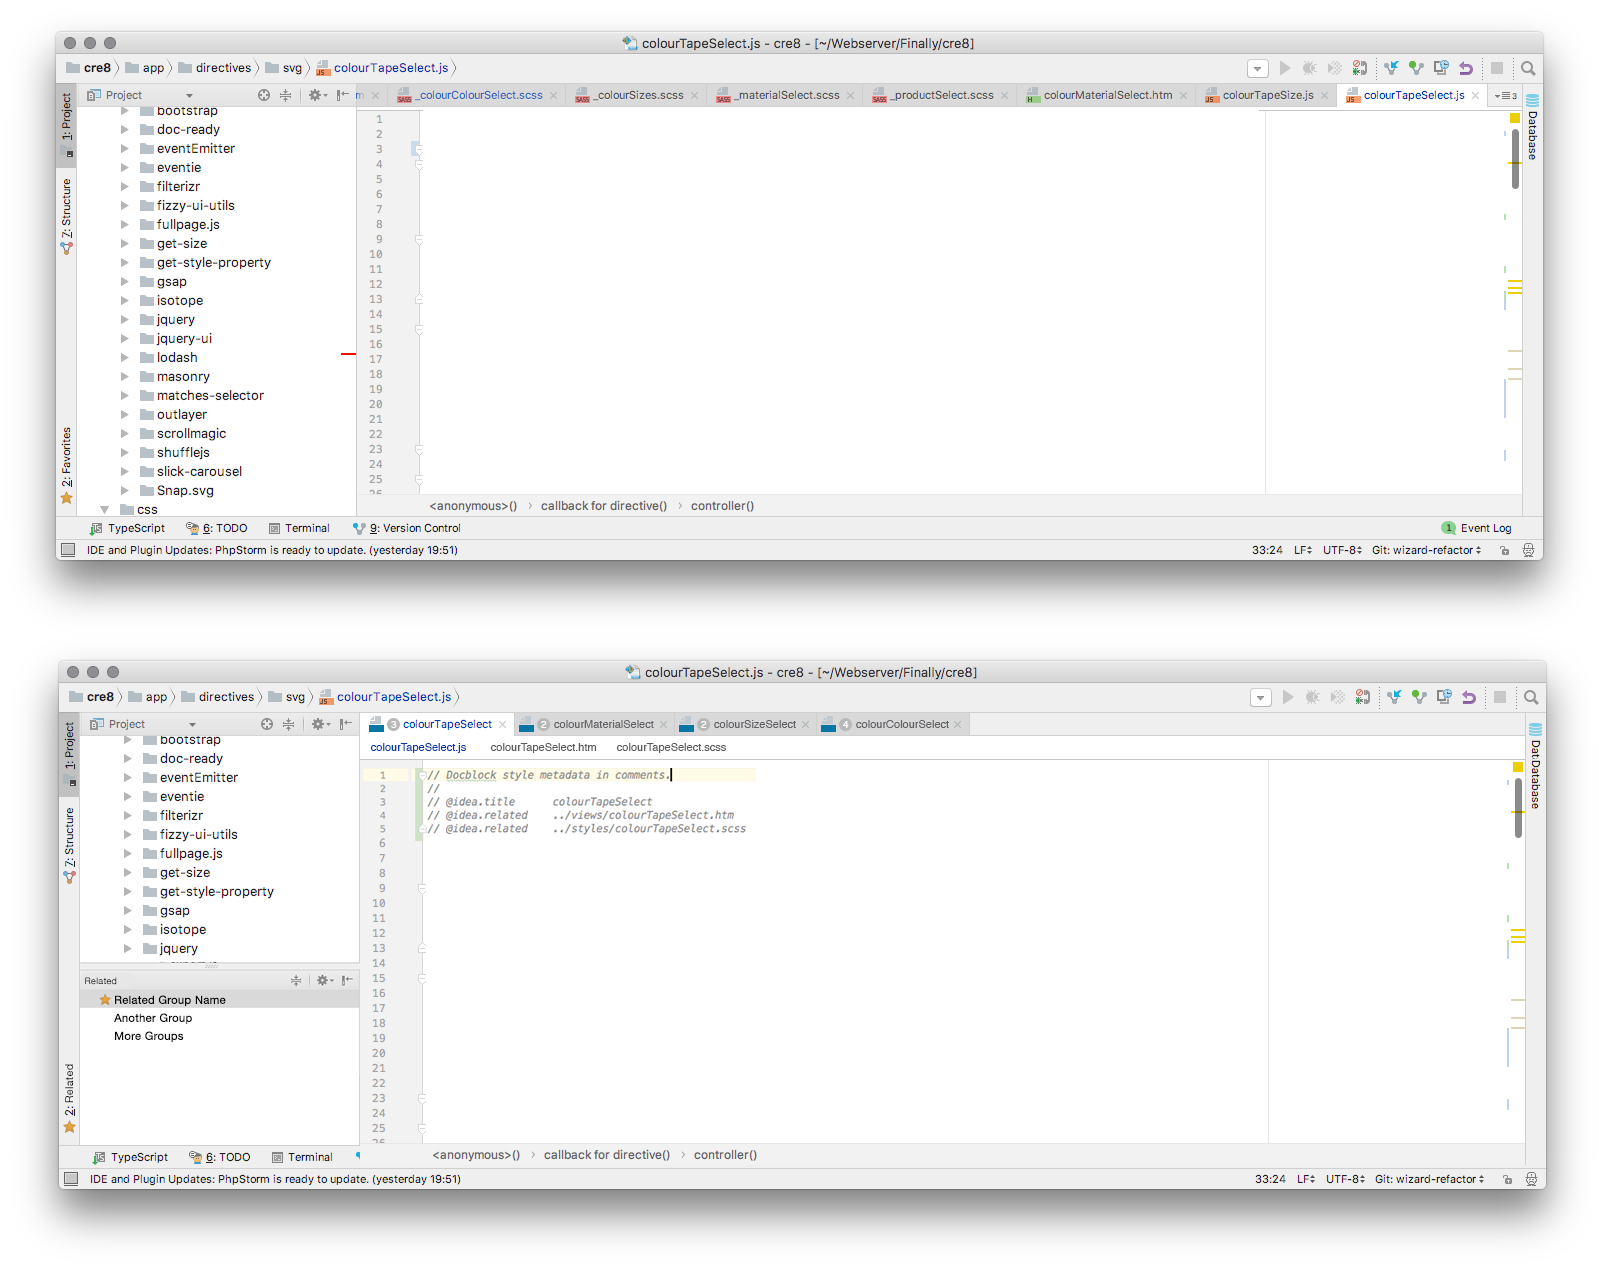 colourTapeSelect.js - cre8 - [~/Webserver/Finally/cre8]
cre8 app directives svg colourTapeSelect.js
1: Project
7: Structure
2: Favorites
Project
m _colourColourSelect.scss _colourSizes.scss _materialSelect.scss _productSelect.scss colourMaterialSelect.htm colourTapeSize.js colourTapeSelect.js 3
Database
bootstrap
doc-ready
eventEmitter
eventie
filterizr
fizzy-ui-utils
fullpage.js
get-size
get-style-property
gsap
isotope
jquery
jquery-ui
lodash
masonry
matches-selector
outlayer
scrollmagic
shufflejs
slick-carousel
Snap.svg
css
1
2
3
4
5
6
7
8
9
10
11
12
13
14
15
16
17
18
19
20
21
22
23
24
25
26
<anonymous>() › callback for directive() › controller()
TypeScript 6: TODO Terminal 9: Version Control 1 Event Log
IDE and Plugin Updates: PhpStorm is ready to update. (yesterday 19:51) 33:24 LF UTF-8 Git: wizard-refactor
colourTapeSelect.js - cre8 - [~/Webserver/Finally/cre8]
cre8 app directives svg colourTapeSelect.js
1: Project
7: Structure
2: Related
Project
3 colourTapeSelect 2 colourMaterialSelect 2 colourSizeSelect 4 colourColourSelect
colourTapeSelect.js colourTapeSelect.htm colourTapeSelect.scss
Dat:Database
bootstrap
doc-ready
eventEmitter
eventie
filterizr
fizzy-ui-utils
fullpage.js
get-size
get-style-property
gsap
isotope
jquery
Related
Related Group Name
Another Group
More Groups
1 // Docblock style metadata in comments.
2 //
3 // @idea.title colourTapeSelect
4 // @idea.related ../views/colourTapeSelect.htm
5 // @idea.related ../styles/colourTapeSelect.scss
6
7
8
9
10
11
12
13
14
15
16
17
18
19
20
21
22
23
24
25
26
<anonymous>() › callback for directive() › controller()
TypeScript 6: TODO Terminal
IDE and Plugin Updates: PhpStorm is ready to update. (yesterday 19:51) 33:24 LF UTF-8 Git: wizard-refactor